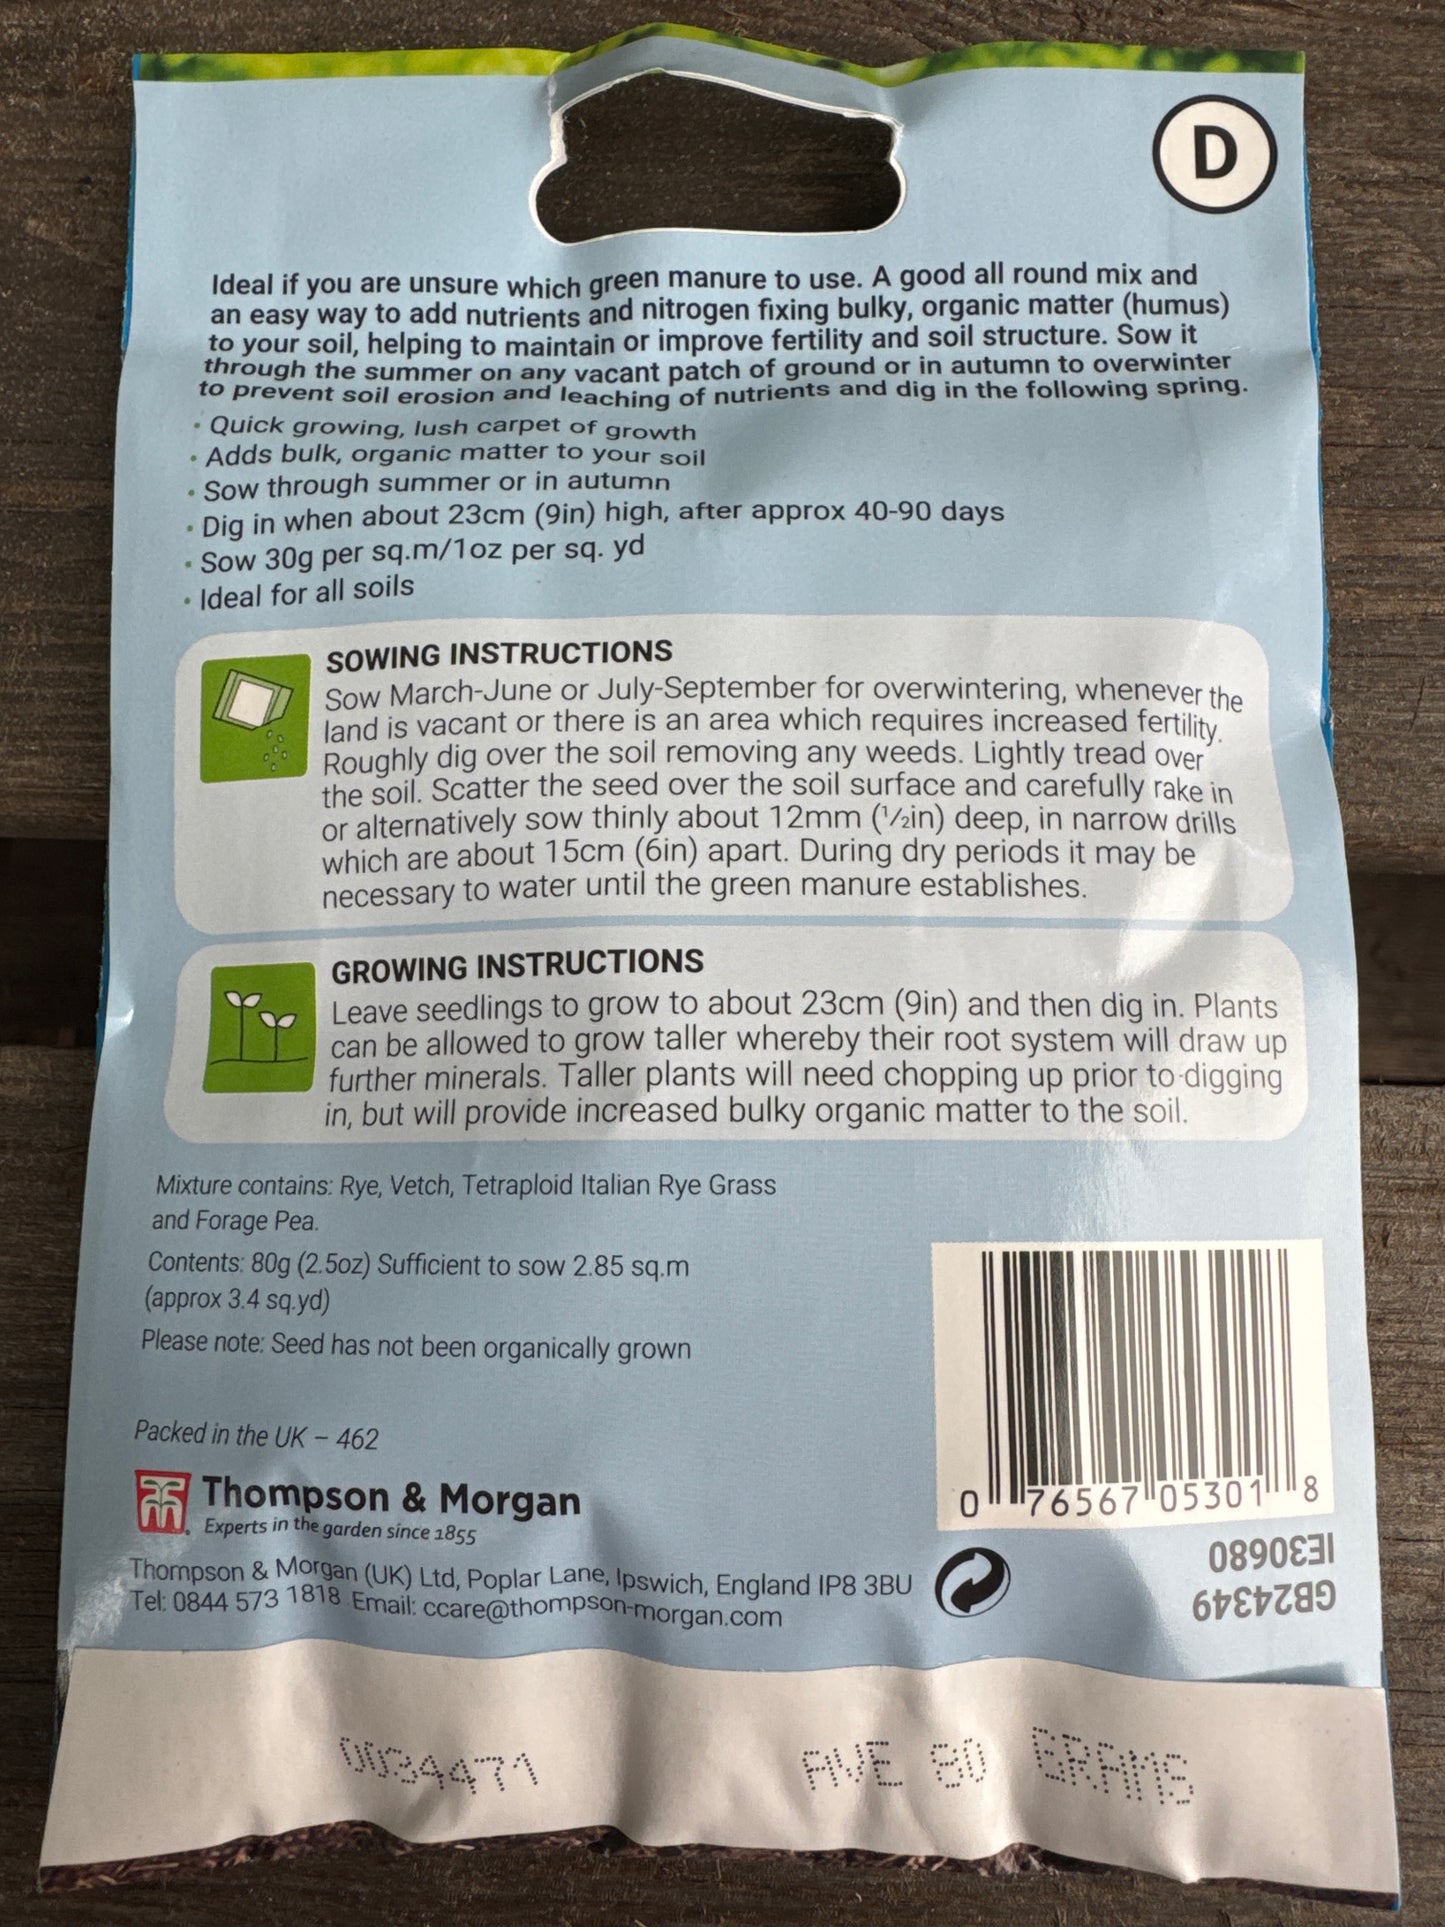 D
Ideal if you are unsure which green manure to use. A good all round mix and
an easy way to add nutrients and nitrogen fixing bulky, organic matter (humus)
to your soil, helping to maintain or improve fertility and soil structure. Sow it
through the summer on any vacant patch of ground or in autumn to overwinter
to prevent soil erosion and leaching of nutrients and dig in the following spring.
• Quick growing, lush carpet of growth
• Adds bulk, organic matter to your soil
• Sow through summer or in autumn
• Dig in when about 23cm (9in) high, after approx 40-90 days
• Sow 30g per sq.m/1oz per sq. yd
• Ideal for all soils
SOWING INSTRUCTIONS
Sow March-June or July-September for overwintering, whenever the
land is vacant or there is an area which requires increased fertility.
Roughly dig over the soil removing any weeds. Lightly tread over
the soil. Scatter the seed over the soil surface and carefully rake in
or alternatively sow thinly about 12mm (½in) deep, in narrow drills
which are about 15cm (6in) apart. During dry periods it may be
necessary to water until the green manure establishes.
GROWING INSTRUCTIONS
Leave seedlings to grow to about 23cm (9in) and then dig in. Plants
can be allowed to grow taller whereby their root system will draw up
further minerals. Taller plants will need chopping up prior to digging
in, but will provide increased bulky organic matter to the soil.
Mixture contains: Rye, Vetch, Tetraploid Italian Rye Grass
and Forage Pea.
Contents: 80g (2.5oz) Sufficient to sow 2.85 sq.m
(approx 3.4 sq.yd)
Please note: Seed has not been organically grown
Packed in the UK – 462
Thompson & Morgan
Experts in the garden since 1855
Thompson & Morgan (UK) Ltd, Poplar Lane, Ipswich, England IP8 3BU
Tel: 0844 573 1818 Email: ccare@thompson-morgan.com
0 76567 05301 8
IE30680
GB24349
0034471 AVE 80 GRAMS